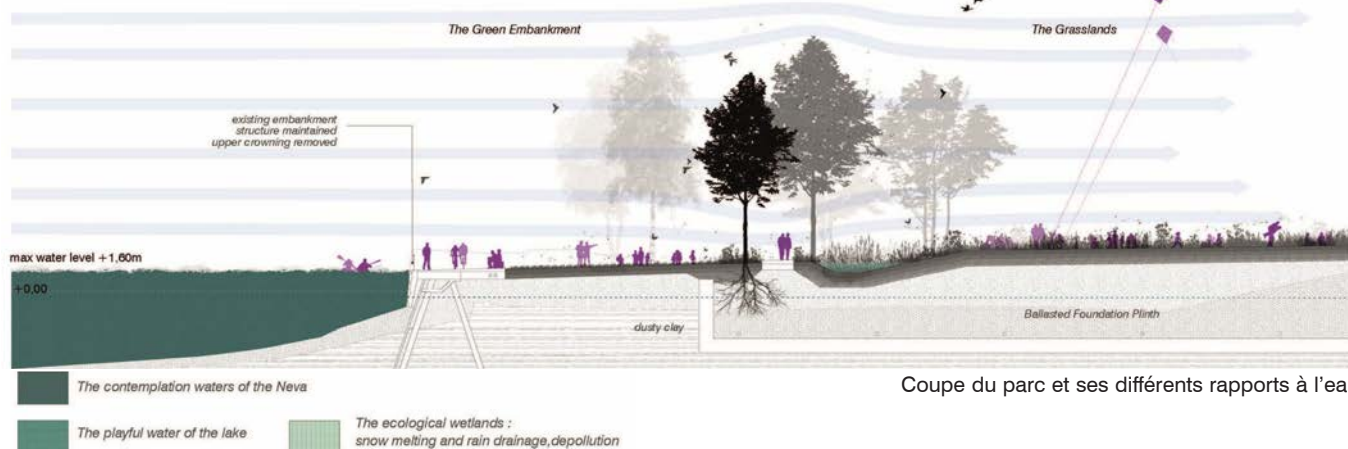 The Green Embankment
The Grasslands
existing embankment
structure maintained
upper crowning removed
max water level +1,60m
+0,00
dusty clay
Ballasted Foundation Plinth
Coupe du parc et ses différents rapports à l'ea
The contemplation waters of the Neva
The playful water of the lake
The ecological wetlands :
snow melting and rain drainage,depollution